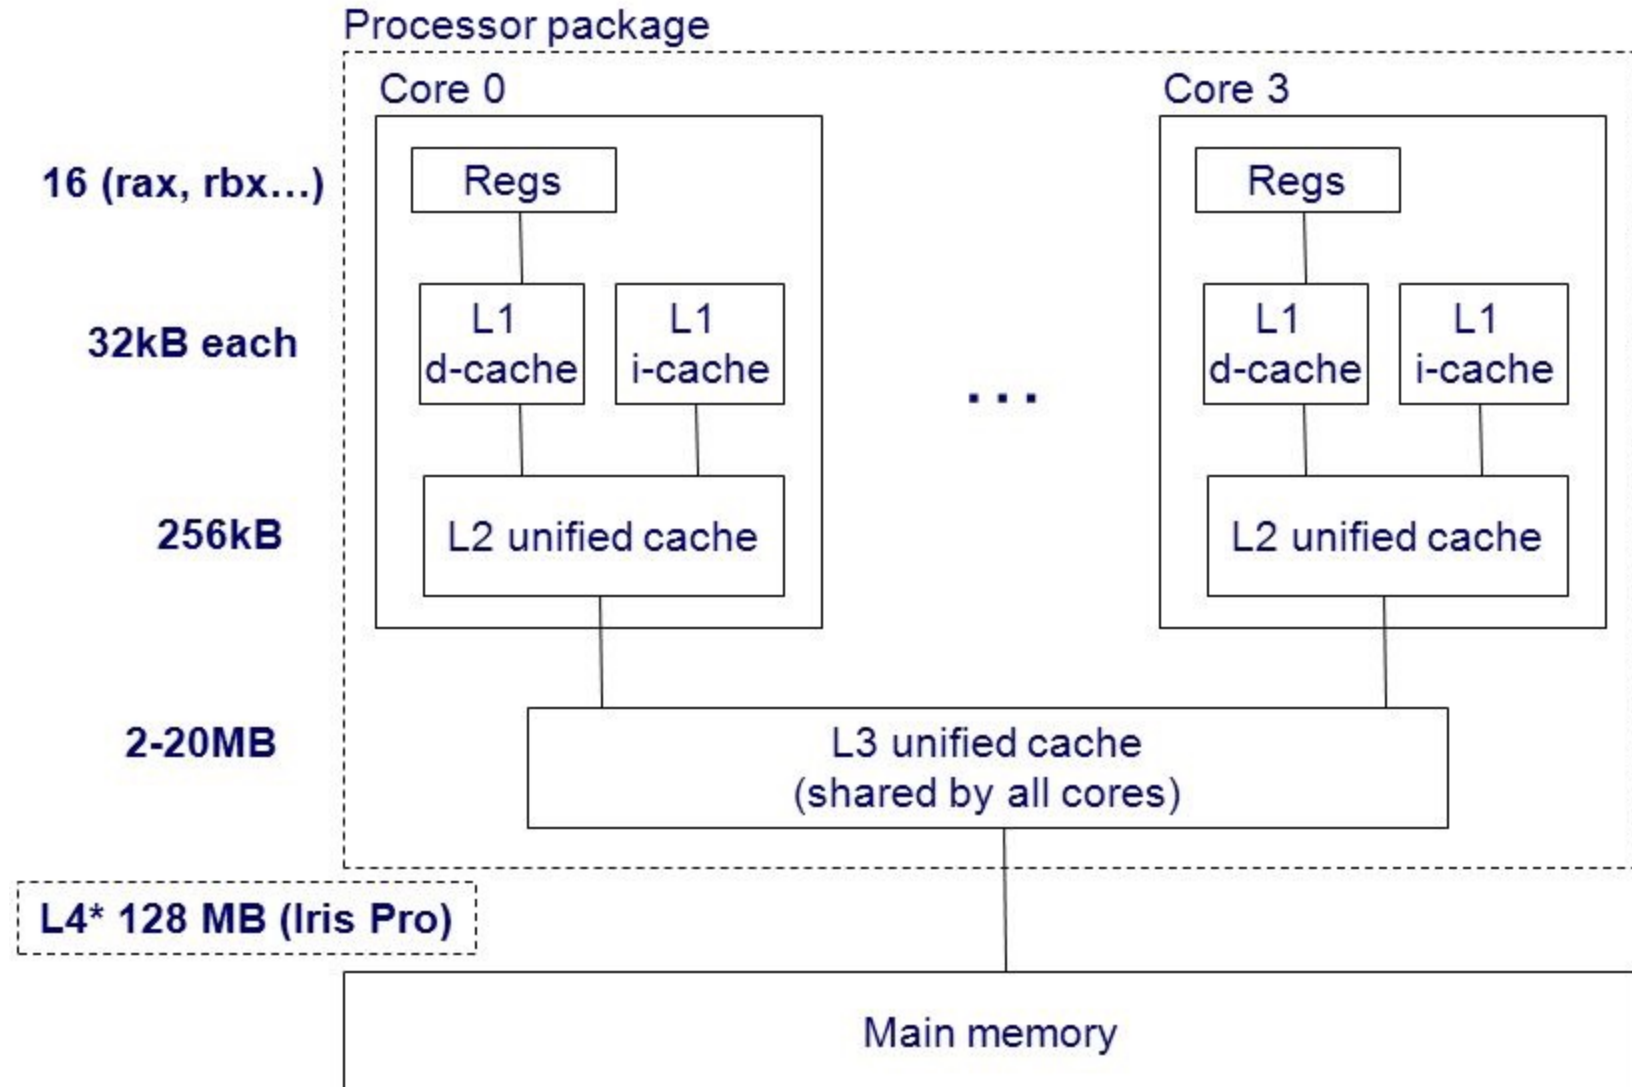 Processor package
Core 0
Core 3
16 (rax, rbx…)
Regs
Regs
32kB each
L1
d-cache
L1
i-cache
...
L1
d-cache
L1
i-cache
256kB
L2 unified cache
L2 unified cache
2-20MB
L3 unified cache
(shared by all cores)
L4* 128 MB (Iris Pro)
Main memory